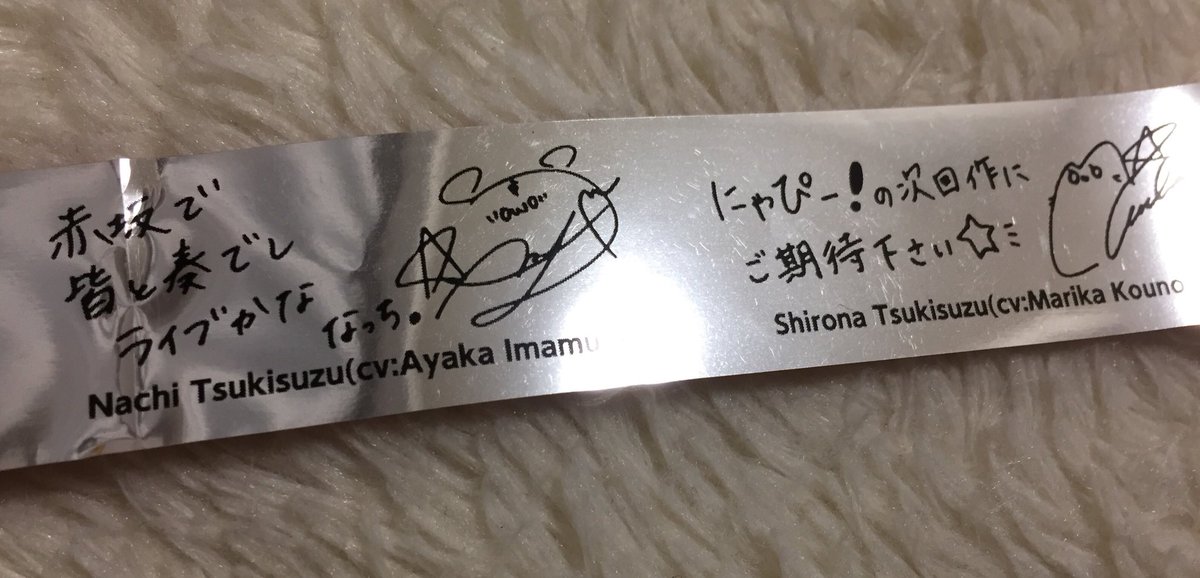 赤坂で
皆と奏でし
ライブかな
なっち.
Nachi Tsukisuzu(cv:Ayaka Imamu
にゃぴー!の次回作に
ご期待下さい☆ミ
Shirona Tsukisuzu(cv:Marika Kouno